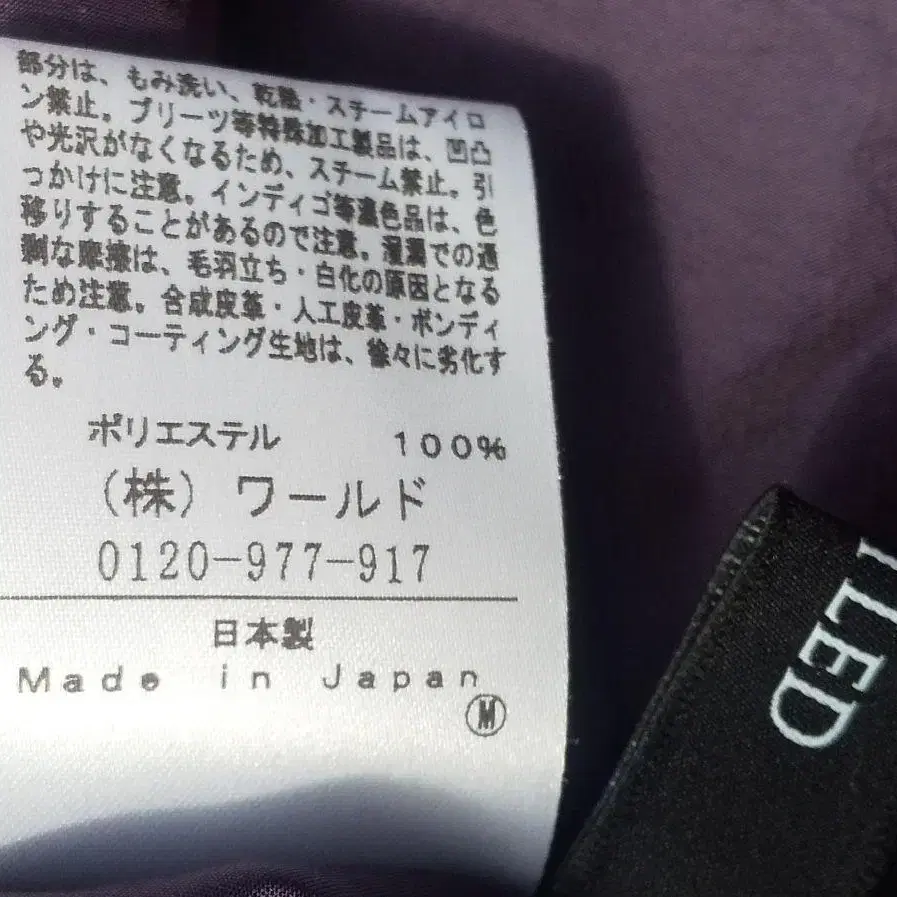 部分は、もみ洗い、乾熱・スチームアイロ
ン禁止。プリーツ等特殊加工製品は、凹凸
や光沢がなくなるため、スチーム禁止。引
っかけに注意。インディゴ等濃色品は、色
移りすることがあるので注意。湿潤での過
剰な摩擦は、毛羽立ち・白化の原因となる
ため注意。合成皮革・人工皮革・ボンディ
ング・コーティング生地は、徐々に劣化す
る。
ポリエステル 100%
(株)ワールド
0120-977-917
日本製
Made in Japan
M
LED